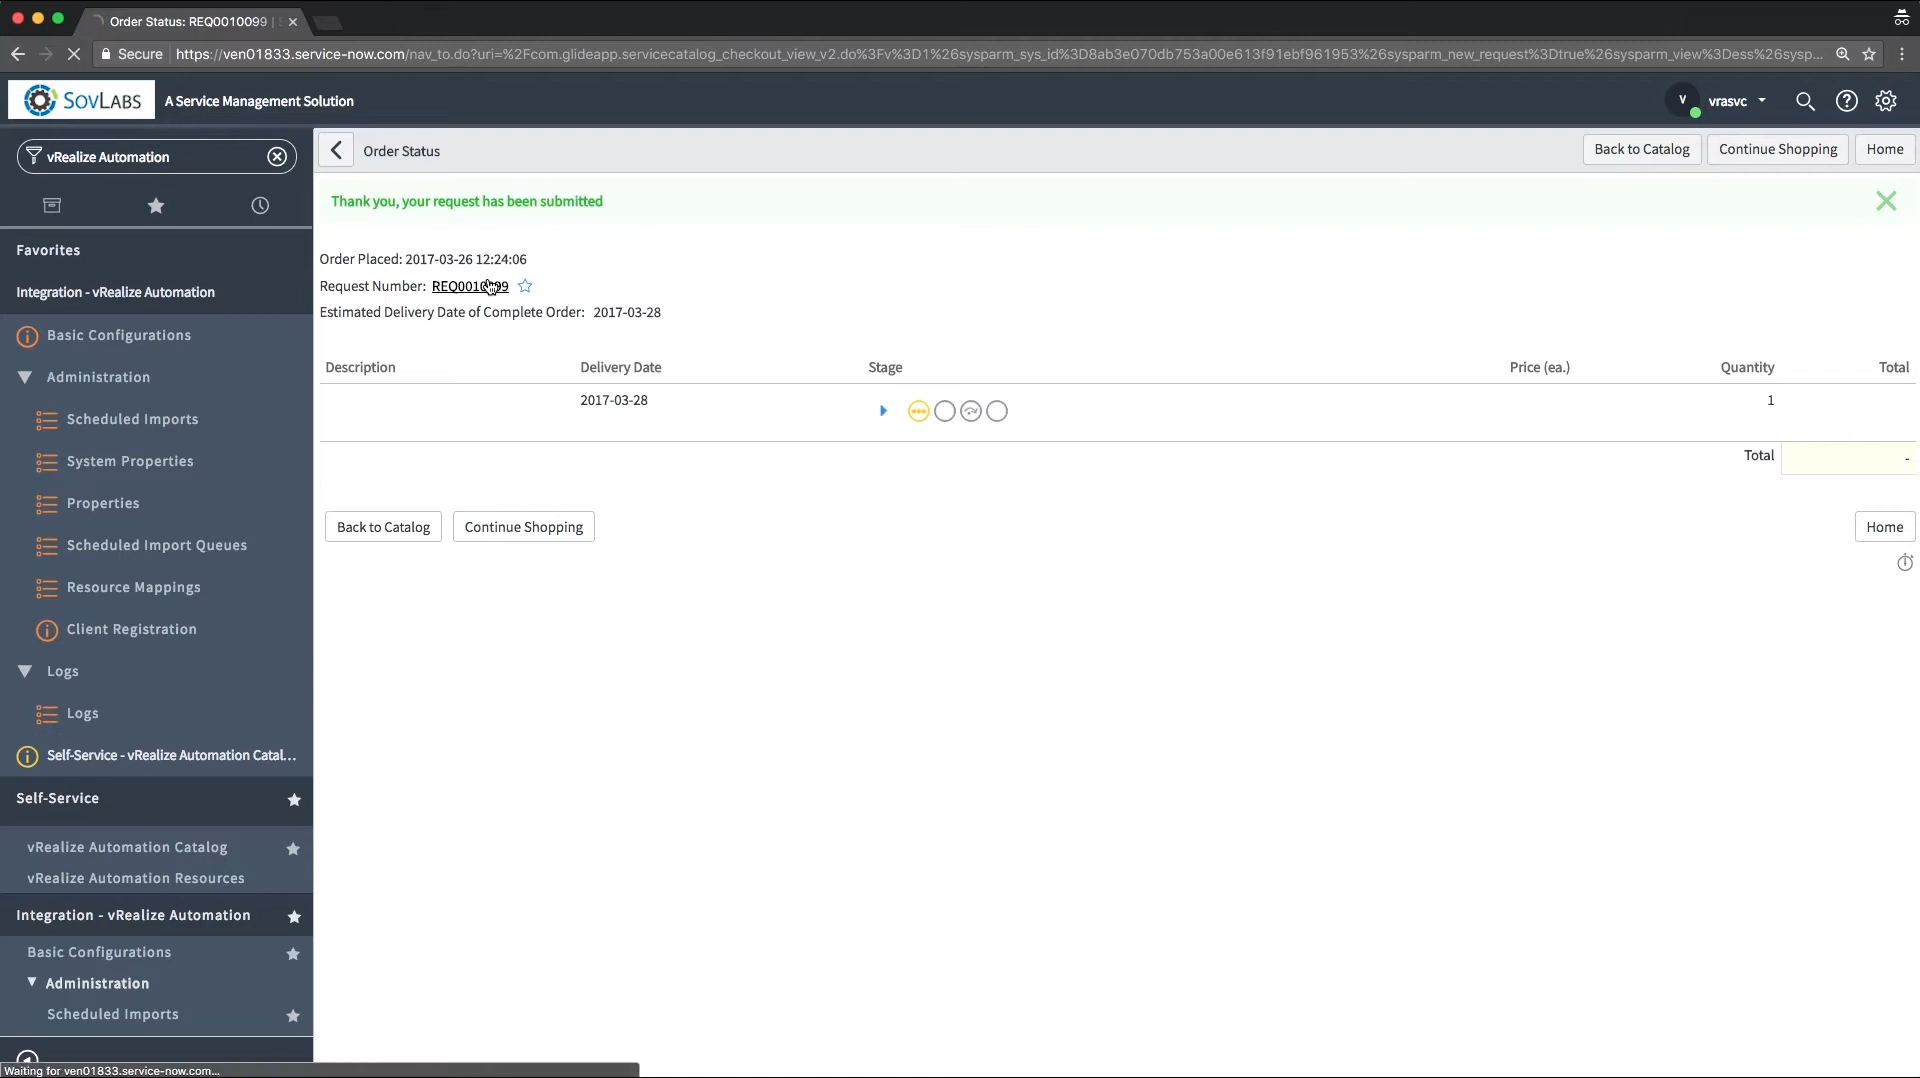 Order Status: REQ0010099 |
Secure https://ven01833.service-now.com/nav_to.do?uri=%2Fcom.glideapp.servicecatalog_checkout_view_v2.do%3Fv%3D1%26sysparm_sys_id%3D8ab3e070db753a00e613f91ebf961953%26sysparm_new_request%3Dtrue%26sysparm_view%3Dess%26sysp...
SOVLABS A Service Management Solution
V vrasvc
vRealize Automation
Order Status
Back to Catalog
Continue Shopping
Home
Thank you, your request has been submitted
Favorites
Integration - vRealize Automation
Basic Configurations
Administration
Scheduled Imports
System Properties
Properties
Scheduled Import Queues
Resource Mappings
Client Registration
Logs
Logs
Self-Service - vRealize Automation Catal...
Self-Service
vRealize Automation Catalog
vRealize Automation Resources
Integration - vRealize Automation
Basic Configurations
Administration
Scheduled Imports
Order Placed: 2017-03-26 12:24:06
Request Number: REQ0010099
Estimated Delivery Date of Complete Order: 2017-03-28
Description Delivery Date Stage Price (ea.) Quantity Total
2017-03-28 1
Total -
Back to Catalog
Continue Shopping
Home
Waiting for ven01833.service-now.com...